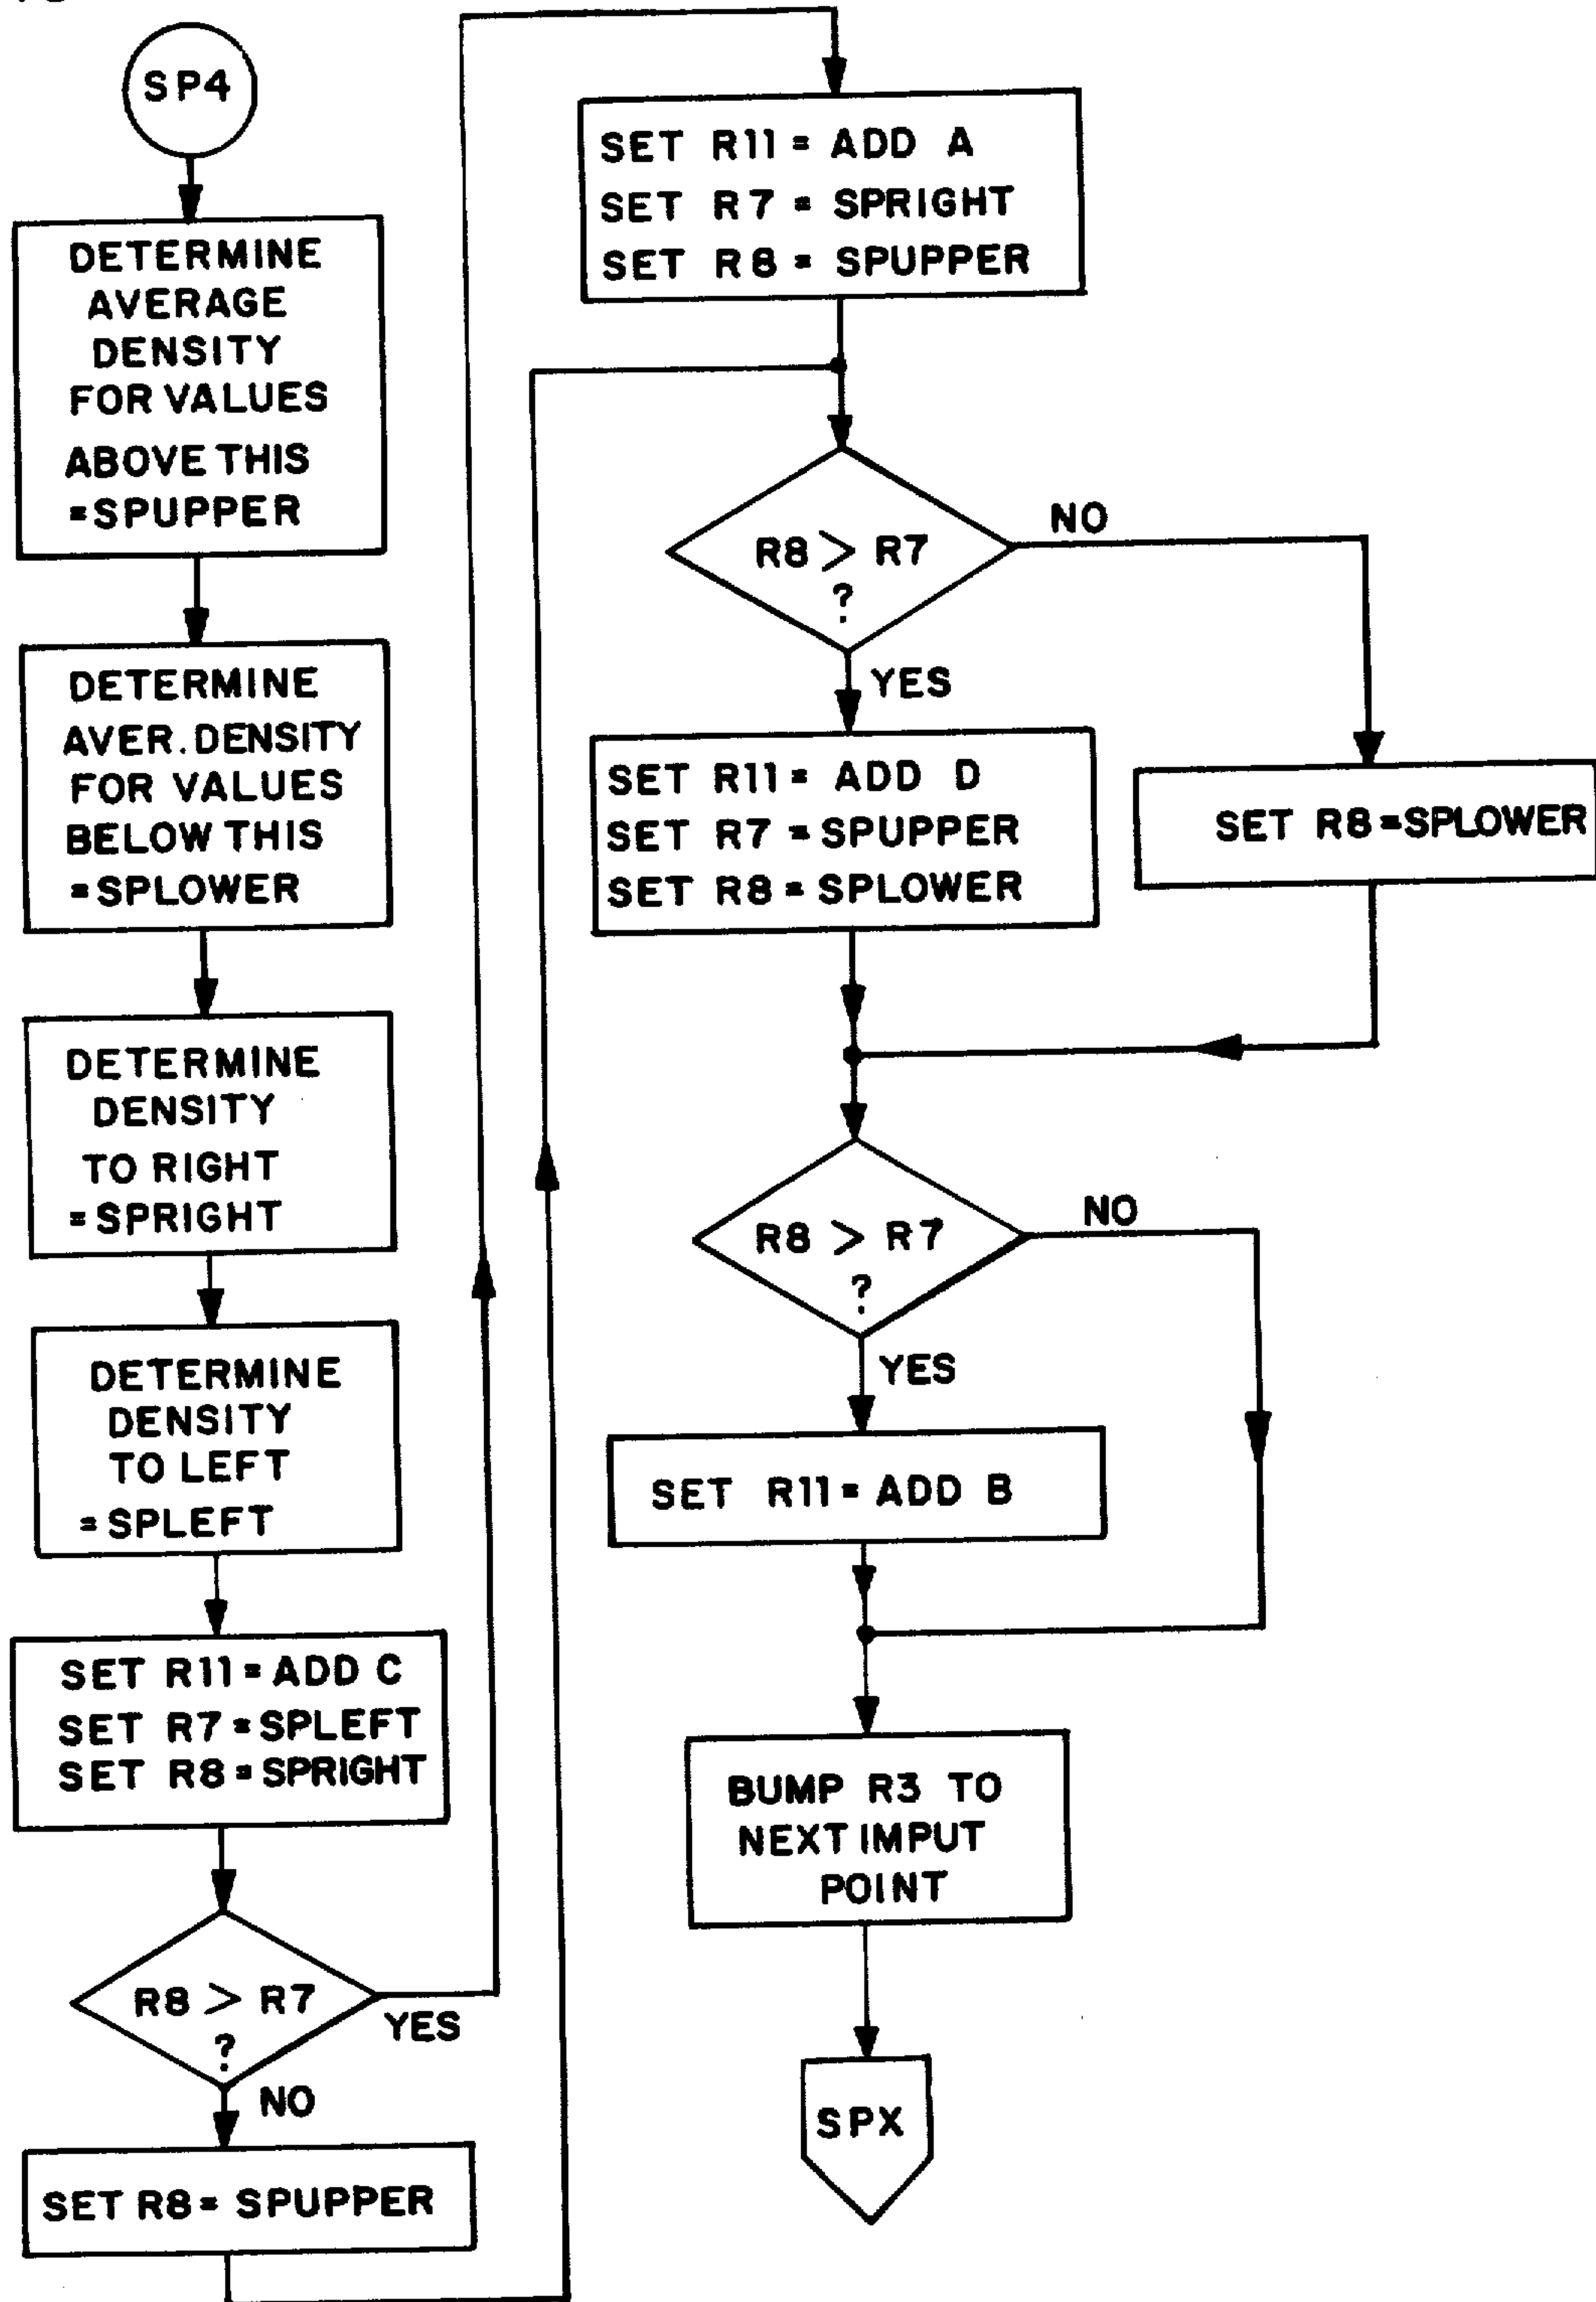 SP4
DETERMINE
AVERAGE
DENSITY
FOR VALUES
ABOVE THIS
=SPUPPER
DETERMINE
AVER. DENSITY
FOR VALUES
BELOW THIS
=SPLOWER
DETERMINE
DENSITY
TO RIGHT
=SPRIGHT
DETERMINE
DENSITY
TO LEFT
=SPLEFT
SET R11=ADD C
SET R7=SPLEFT
SET R8=SPRIGHT
R8 > R7
?
YES
NO
SET R8= SPUPPER
SET R11= ADD A
SET R7 = SPRIGHT
SET R8 = SPUPPER
R8 > R7
?
NO
YES
SET R11= ADD D
SET R7 =SPUPPER
SET R8= SPLOWER
SET R8=SPLOWER
R8 > R7
?
NO
YES
SET R11= ADD B
BUMP R3 TO
NEXT IMPUT
POINT
SPX